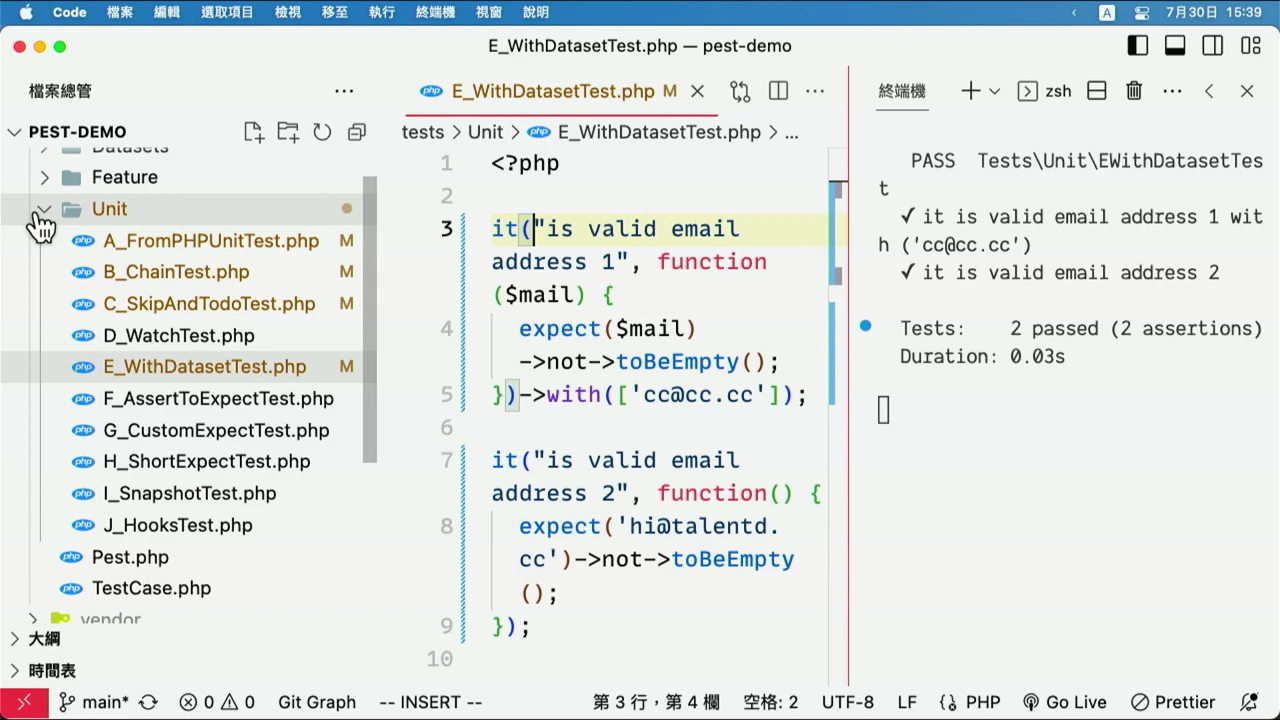 Code 檔案 編輯 選取項目 檢視 移至 執行 終端機 視窗 說明 A 7月30日 15:39
E_WithDatasetTest.php — pest-demo
檔案總管
PEST-DEMO
Datasets
Feature
Unit
A_FromPHPUnitTest.php M
B_ChainTest.php M
C_SkipAndTodoTest.php M
D_WatchTest.php
E_WithDatasetTest.php M
F_AssertToExpectTest.php
G_CustomExpectTest.php
H_ShortExpectTest.php
I_SnapshotTest.php
J_HooksTest.php
Pest.php
TestCase.php
vendor
大綱
時間表
E_WithDatasetTest.php M
tests > Unit > E_WithDatasetTest.php > ...
1 <?php
2
3 it("is valid email
address 1", function
($mail) {
4 expect($mail)
->not->toBeEmpty();
5 })->with(['cc@cc.cc']);
6
7 it("is valid email
address 2", function() {
8 expect('hi@talentd.
cc')->not->toBeEmpty
();
9 });
10
終端機 zsh
PASS Tests\Unit\EWithDatasetTes
t
✓ it is valid email address 1 wit
h ('cc@cc.cc')
✓ it is valid email address 2
Tests: 2 passed (2 assertions)
Duration: 0.03s
main* 0 0 Git Graph -- INSERT -- 第 3 行，第 4 欄 空格: 2 UTF-8 LF {} PHP Go Live Prettier